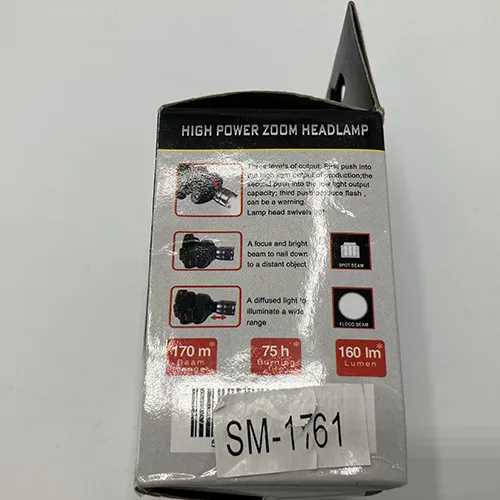 HIGH POWER ZOOM HEADLAMP
Three levels of output: First push into
the high light output of production;the
second push into the low light output
capacity; third push produce flash ,
can be a warning.
Lamp head swivels
A focus and bright
beam to nail down
to a distant object
SPOT BEAM
A diffused light to
illuminate a wide
range
FLOOD BEAM
170 m*
Beam
75 h*
Burning
160 lm*
Lumen
SM-1761